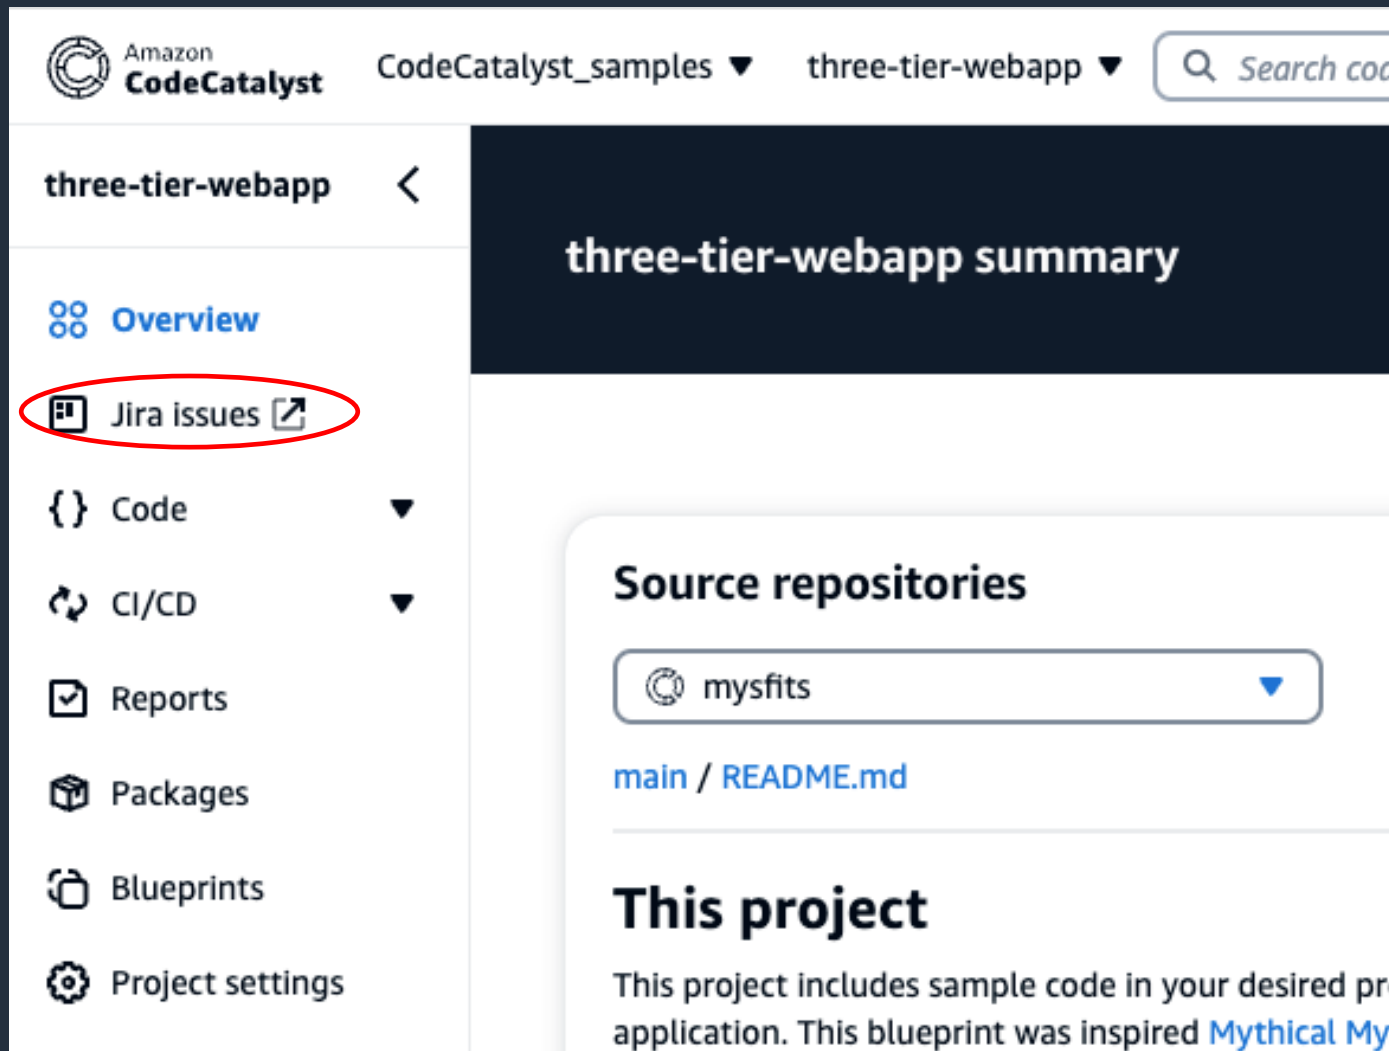 Amazon
CodeCatalyst
CodeCatalyst_samples
three-tier-webapp
Search
three-tier-webapp
three-tier-webapp summary
Overview
Jira issues
Code
CI/CD
Reports
Packages
Blueprints
Project settings
Source repositories
mysfits
main / README.md
This project
This project includes sample code in your desired
application. This blueprint was inspired Mythical